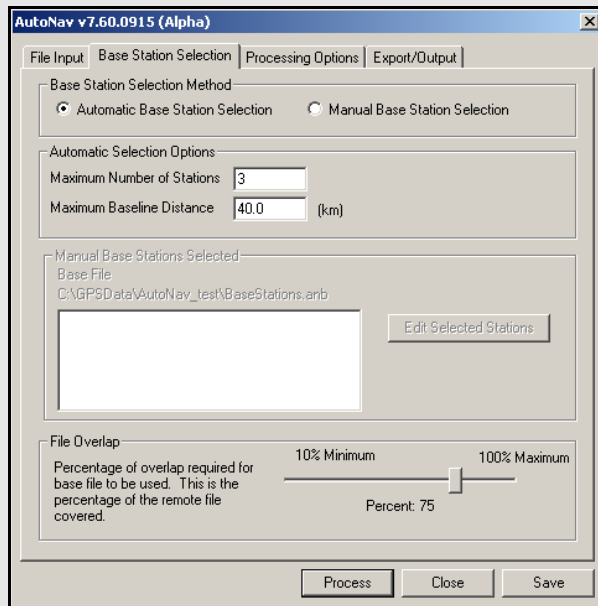 AutoNav v7.60.0915 (Alpha)
File Input Base Station Selection Processing Options Export/Output
Base Station Selection Method
Automatic Base Station Selection Manual Base Station Selection
Automatic Selection Options
Maximum Number of Stations 3
Maximum Baseline Distance 40.0 (km)
Manual Base Stations Selected
Base File
C:\GPSData\AutoNav_test\BaseStations.anb
Edit Selected Stations
File Overlap
10% Minimum 100% Maximum
Percentage of overlap required for
base file to be used. This is the
percentage of the remote file
covered.
Percent: 75
Process Close Save